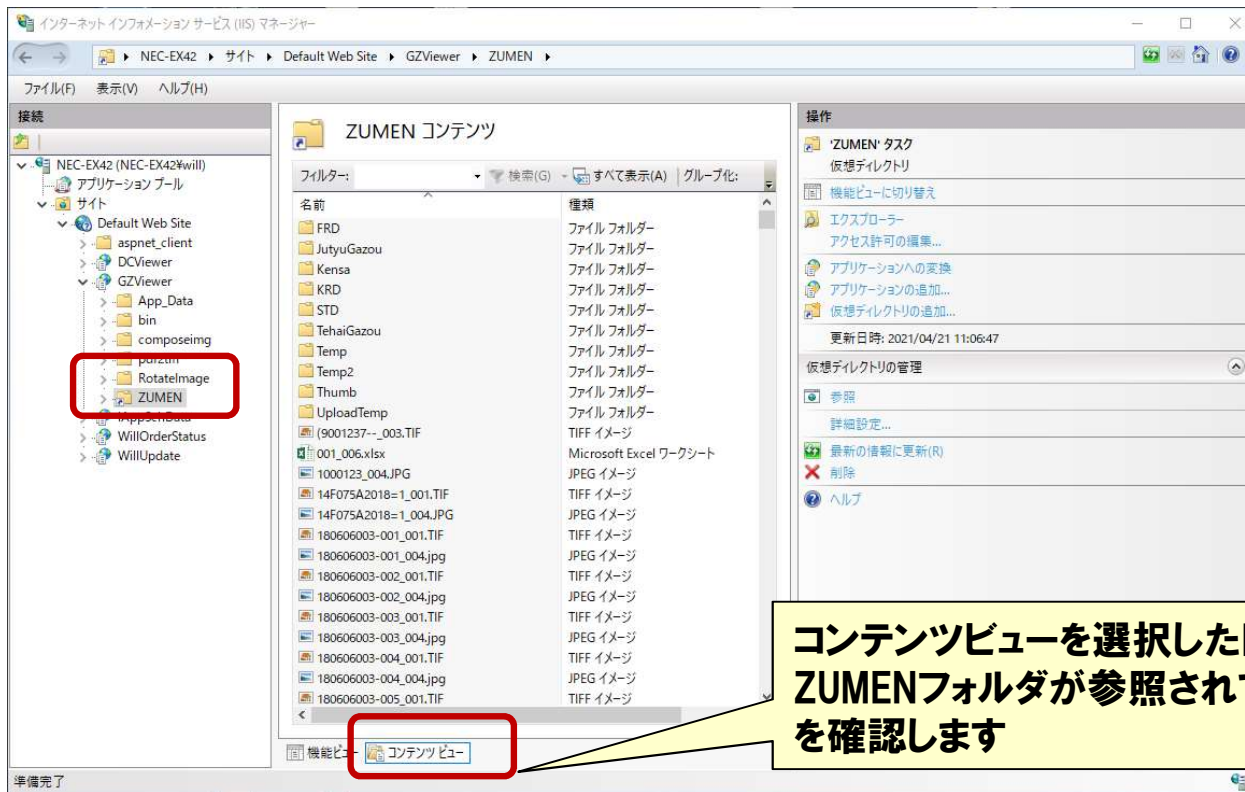 インターネット インフォメーション サービス (IIS) マネージャー
NEC-EX42 サイト Default Web Site GZViewer ZUMEN
ファイル(F) 表示(V) ヘルプ(H)
接続
NEC-EX42 (NEC-EX42¥will)
アプリケーション プール
サイト
Default Web Site
aspnet_client
DCViewer
GZViewer
App_Data
bin
composeimg
RotateImage
ZUMEN
WillOrderStatus
WillUpdate
ZUMEN コンテンツ
フィルター: 検索(G) すべて表示(A) グループ化:
名前 種類
FRD ファイル フォルダー
JutyuGazou ファイル フォルダー
Kensa ファイル フォルダー
KRD ファイル フォルダー
STD ファイル フォルダー
TehaiGazou ファイル フォルダー
Temp ファイル フォルダー
Temp2 ファイル フォルダー
Thumb ファイル フォルダー
UploadTemp ファイル フォルダー
(9001237--_003.TIF TIFF イメージ
001_006.xlsx Microsoft Excel ワークシート
1000123_004.JPG JPEG イメージ
14F075A2018=1_001.TIF TIFF イメージ
14F075A2018=1_004.JPG JPEG イメージ
180606003-001_001.TIF TIFF イメージ
180606003-001_004.jpg JPEG イメージ
180606003-002_001.TIF TIFF イメージ
180606003-002_004.jpg JPEG イメージ
180606003-003_001.TIF TIFF イメージ
180606003-003_004.jpg JPEG イメージ
180606003-004_001.TIF TIFF イメージ
180606003-004_004.jpg JPEG イメージ
180606003-005_001.TIF TIFF イメージ
機能ビュー コンテンツ ビュー
操作
'ZUMEN' タスク
仮想ディレクトリ
機能ビューに切り替え
エクスプローラー
アクセス許可の編集...
アプリケーションへの変換
アプリケーションの追加...
仮想ディレクトリの追加...
更新日時: 2021/04/21 11:06:47
仮想ディレクトリの管理
参照
詳細設定...
最新の情報に更新(R)
削除
ヘルプ
コンテンツビューを選択した
ZUMENフォルダが参照され
を確認します
準備完了